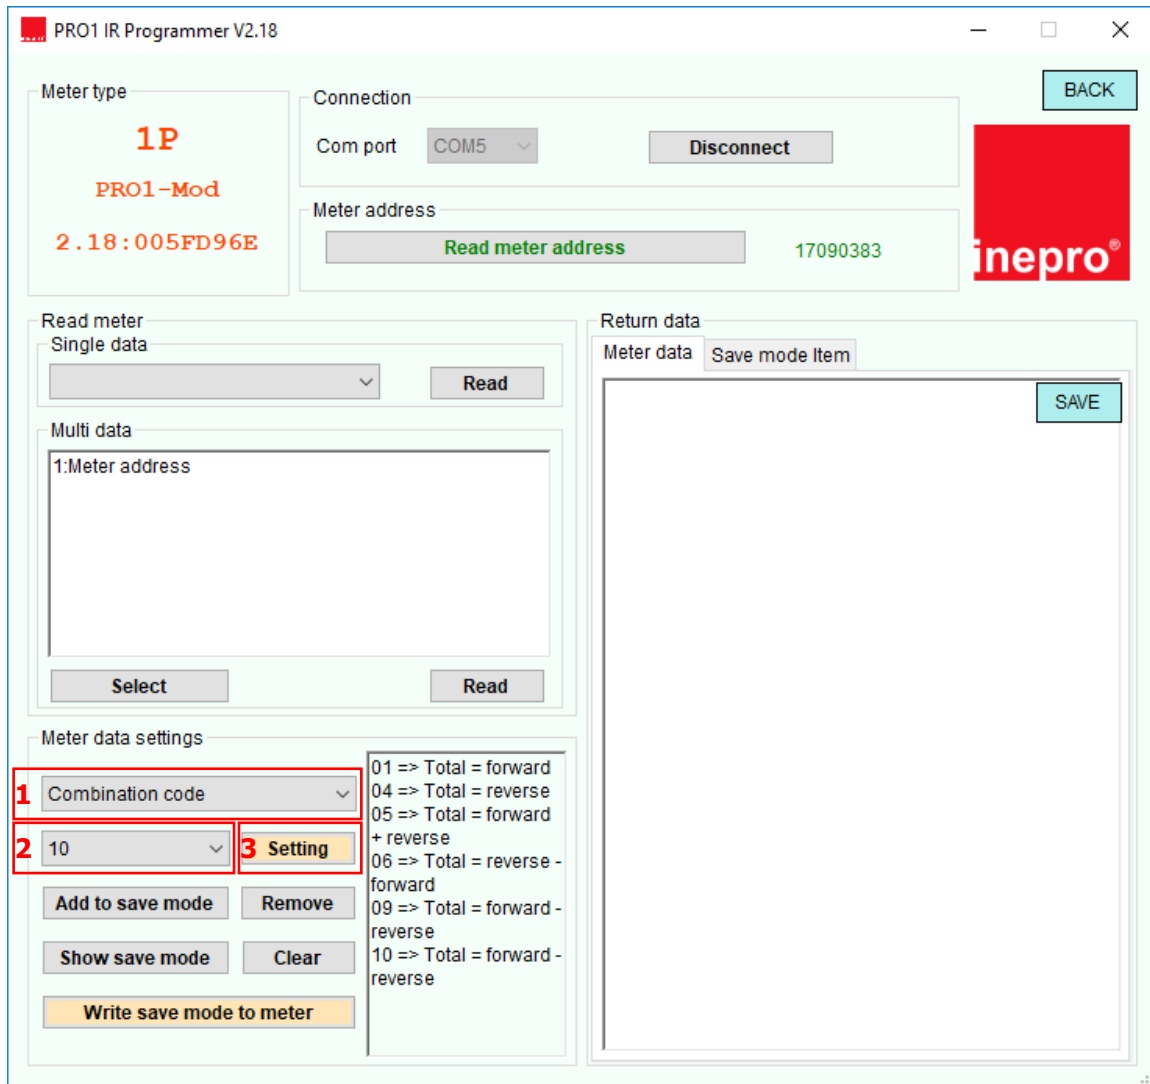 PRO1 IR Programmer V2.18
Meter type
1P
PRO1-Mod
2.18:005FD96E
Connection
Com port
COM5
Disconnect
BACK
Meter address
Read meter address
17090383
inepro®
Read meter
Single data
Read
Multi data
1:Meter address
Select
Read
Return data
Meter data
Save mode Item
SAVE
Meter data settings
1
Combination code
2
10
3
Setting
Add to save mode
Remove
Show save mode
Clear
Write save mode to meter
01 => Total = forward
04 => Total = reverse
05 => Total = forward
+ reverse
06 => Total = reverse -
forward
09 => Total = forward -
reverse
10 => Total = forward -
reverse